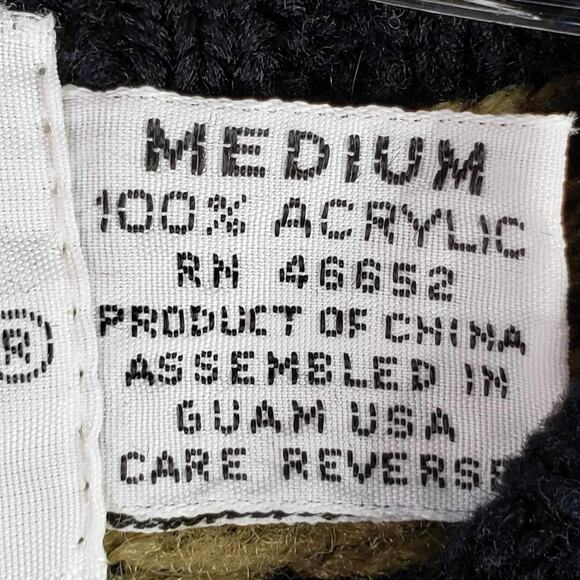 ®
MEDIUM
100% ACRYLIC
RN 46652
PRODUCT OF CHINA
ASSEMBLED IN
GUAM USA
CARE REVERSE